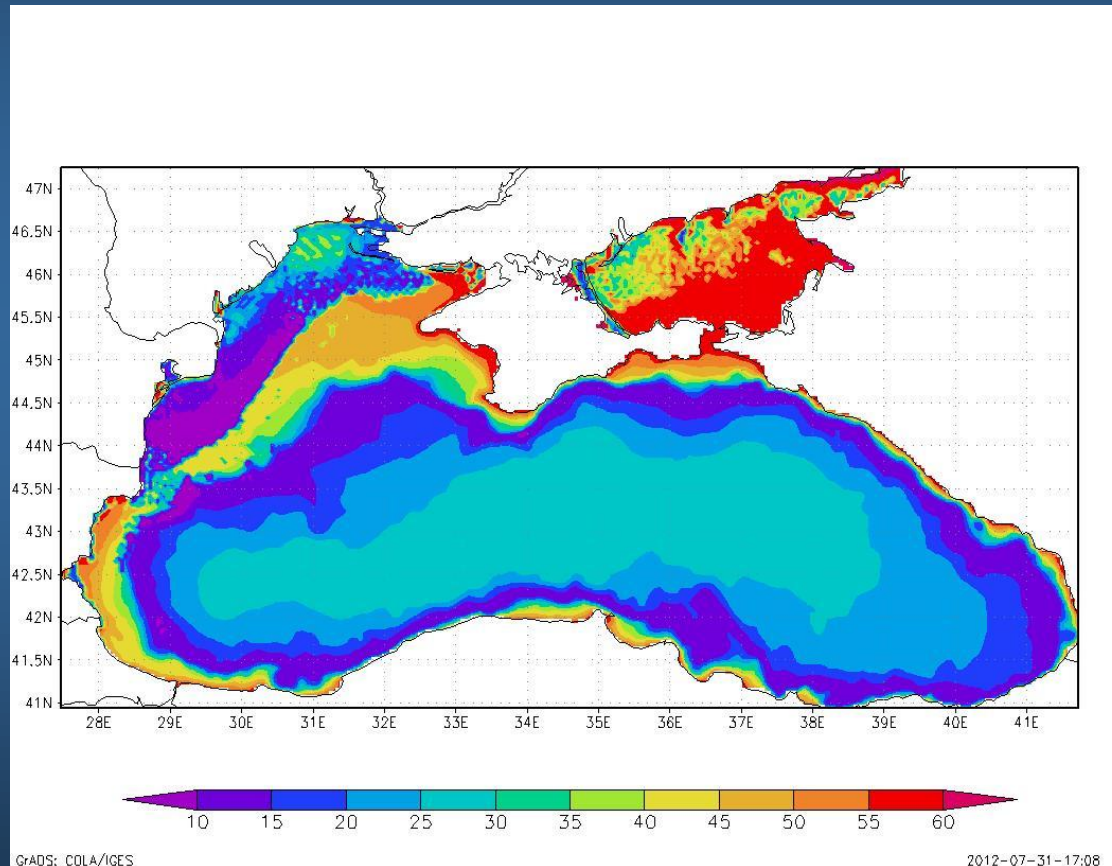 47N
46.5N
46N
45.5N
45N
44.5N
44N
43.5N
43N
42.5N
42N
41.5N
41N
28E 29E 30E 31E 32E 33E 34E 35E 36E 37E 38E 39E 40E 41E
10 15 20 25 30 35 40 45 50 55 60
GrADS: COLA/IGES 2012-07-31-17:08